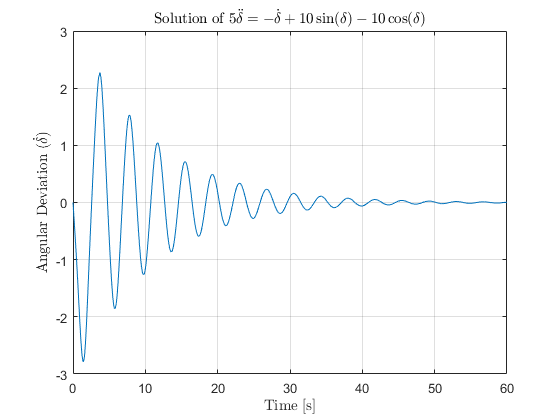 Solution of 5δ̈ = −δ̇ + 10 sin(δ) − 10 cos(δ)
3
2
1
0
-1
-2
-3
Angular Deviation (δ̇)
0 10 20 30 40 50 60
Time [s]